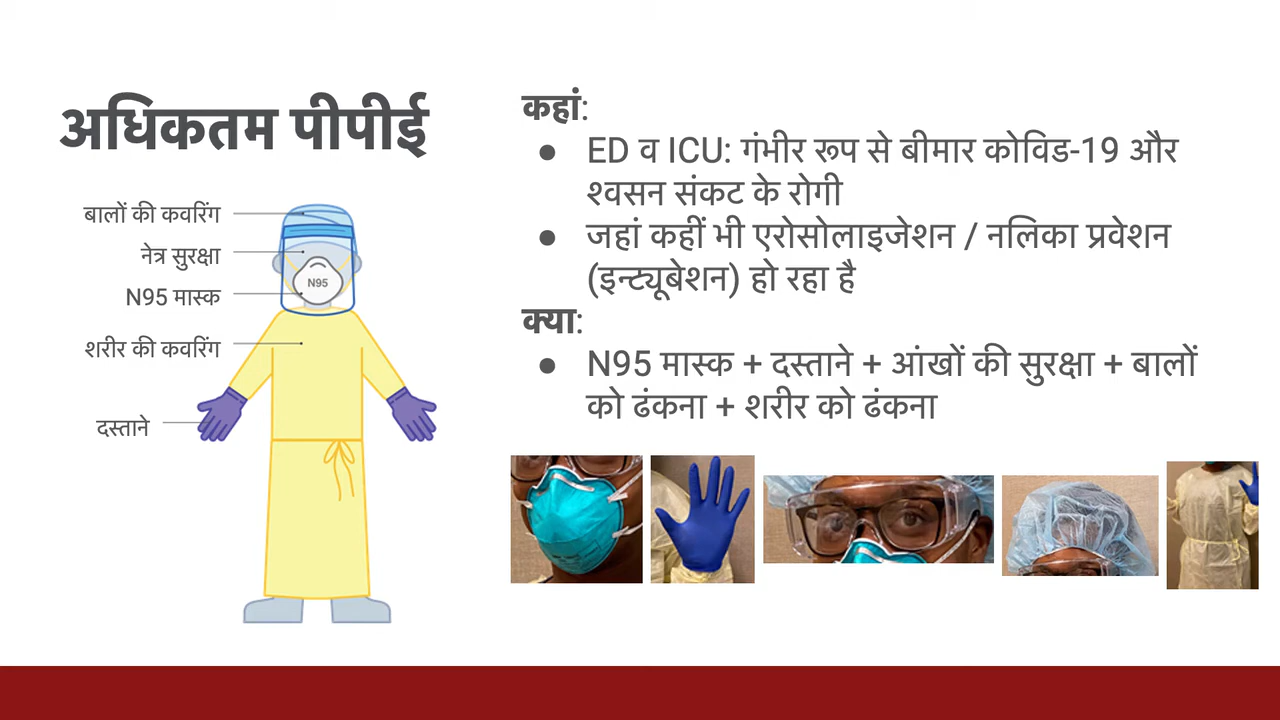 अधिकतम पीपीई
बालों की कवरिंग
नेत्र सुरक्षा
N95 मास्क
शरीर की कवरिंग
दस्ताने
N95
कहां:
● ED व ICU: गंभीर रूप से बीमार कोविड-19 और
श्वसन संकट के रोगी
● जहां कहीं भी एरोसोलाइजेशन / नलिका प्रवेशन
(इन्ट्यूबेशन) हो रहा है
क्या:
● N95 मास्क + दस्ताने + आंखों की सुरक्षा + बालों
को ढंकना + शरीर को ढंकना